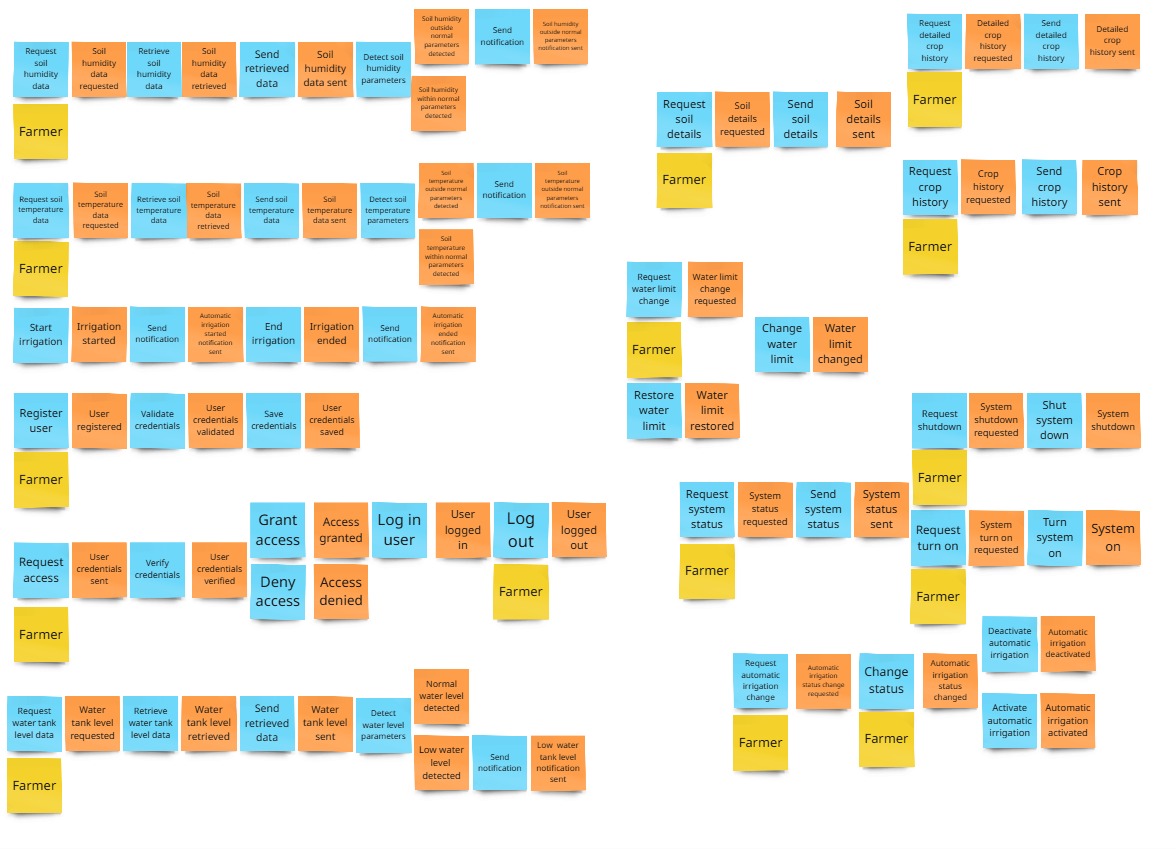 Request
soil
humidity
data
Soil
humidity
data
requested
Retrieve
soil
humidity
data
Soil
humidity
data
retrieved
Send
retrieved
data
Soil
humidity
data sent
Detect soil
humidity
parameters
Soil humidity
outside
normal
parameters
detected
Send
notification
Soil humidity
outside normal
parameters
notification sent
Soil humidity
within normal
parameters
detected
Farmer
Request soil
temperature
data
Soil
temperature
data
requested
Retrieve soil
temperature
data
Soil
temperature
data
retrieved
Send soil
temperature
data
Soil
temperature
data sent
Detect soil
temperature
parameters
Soil
temperature
outside normal
parameters
detected
Send
notification
Soil
temperature
outside normal
parameters
notification sent
Soil
temperature
within normal
parameters
detected
Farmer
Start
irrigation
Irrigation
started
Send
notification
Automatic
irrigation
started
notification
sent
End
irrigation
Irrigation
ended
Send
notification
Automatic
irrigation
ended
notification
sent
Register
user
User
registered
Validate
credentials
User
credentials
validated
Save
credentials
User
credentials
saved
Farmer
Request
access
User
credentials
sent
Verify
credentials
User
credentials
verified
Grant
access
Access
granted
Log in
user
User
logged
in
Log
out
User
logged
out
Deny
access
Access
denied
Farmer
Farmer
Request
water tank
level data
Water
tank level
requested
Retrieve
water tank
level data
Water
tank level
retrieved
Send
retrieved
data
Water
tank level
sent
Detect
water level
parameters
Normal
water level
detected
Low water
level
detected
Send
notification
Low water
tank level
notification
sent
Farmer
Request
detailed
crop
history
Detailed
crop
history
requested
Send
detailed
crop
history
Detailed
crop
history sent
Farmer
Request
soil
details
Soil
details
requested
Send
soil
details
Soil
details
sent
Farmer
Request
crop
history
Crop
history
requested
Send
crop
history
Crop
history
sent
Farmer
Request
water limit
change
Water limit
change
requested
Farmer
Change
water
limit
Water
limit
changed
Restore
water
limit
Water
limit
restored
Request
shutdown
System
shutdown
requested
Shut
system
down
System
shutdown
Farmer
Request
system
status
System
status
requested
Send
system
status
System
status
sent
Farmer
Request
turn on
System
turn on
requested
Turn
system
on
System
on
Farmer
Request
automatic
irrigation
change
Automatic
irrigation
status change
requested
Change
status
Automatic
irrigation
status
changed
Deactivate
automatic
irrigation
Automatic
irrigation
deactivated
Activate
automatic
irrigation
Automatic
irrigation
activated
Farmer
Farmer